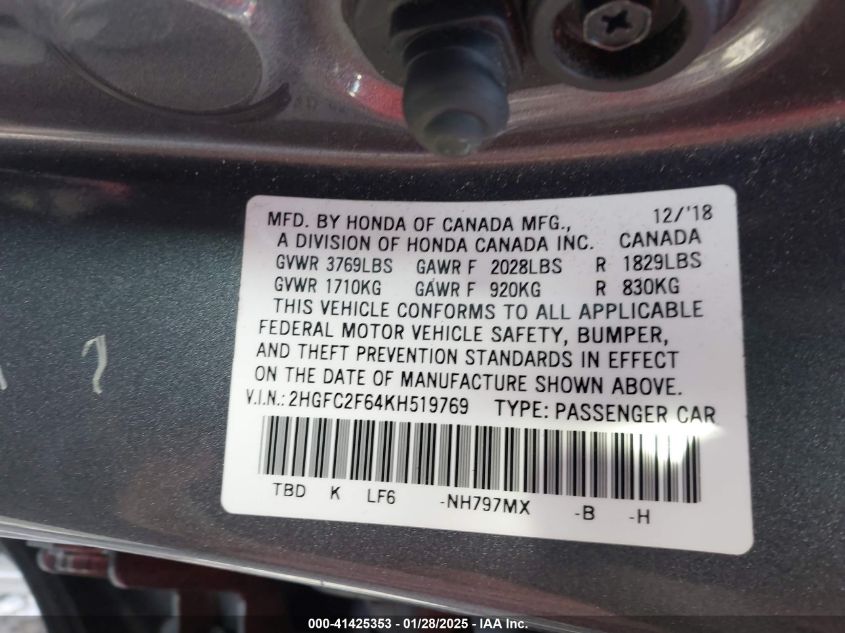 MFD. BY HONDA OF CANADA MFG., 12/'18
A DIVISION OF HONDA CANADA INC. CANADA
GVWR 3769LBS GAWR F 2028LBS R 1829LBS
GVWR 1710KG GAWR F 920KG R 830KG
THIS VEHICLE CONFORMS TO ALL APPLICABLE
FEDERAL MOTOR VEHICLE SAFETY, BUMPER,
AND THEFT PREVENTION STANDARDS IN EFFECT
ON THE DATE OF MANUFACTURE SHOWN ABOVE.
V.I.N.: 2HGFC2F64KH519769 TYPE: PASSENGER CAR
TBD K LF6 -NH797MX -B -H
000-41425353 — 01/28/2025 — IAA Inc.